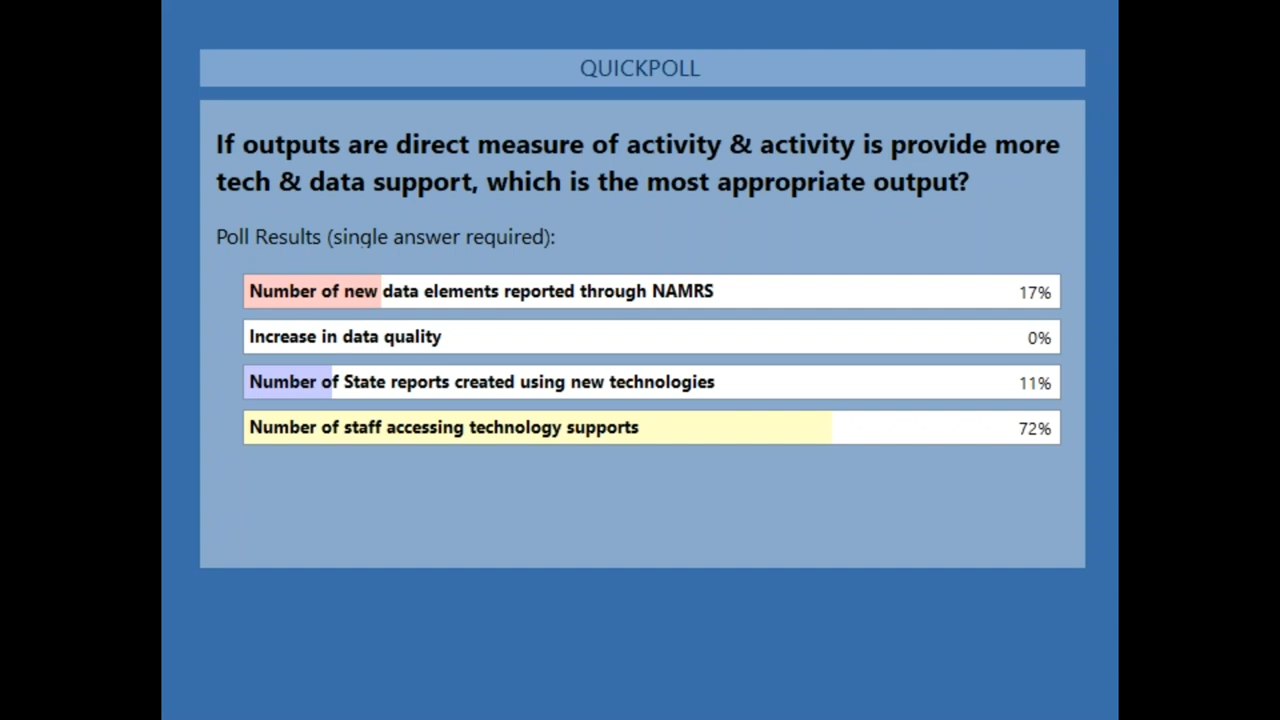 QUICKPOLL
If outputs are direct measure of activity & activity is provide more
tech & data support, which is the most appropriate output?
Poll Results (single answer required):
Number of new data elements reported through NAMRS 17%
Increase in data quality 0%
Number of State reports created using new technologies 11%
Number of staff accessing technology supports 72%